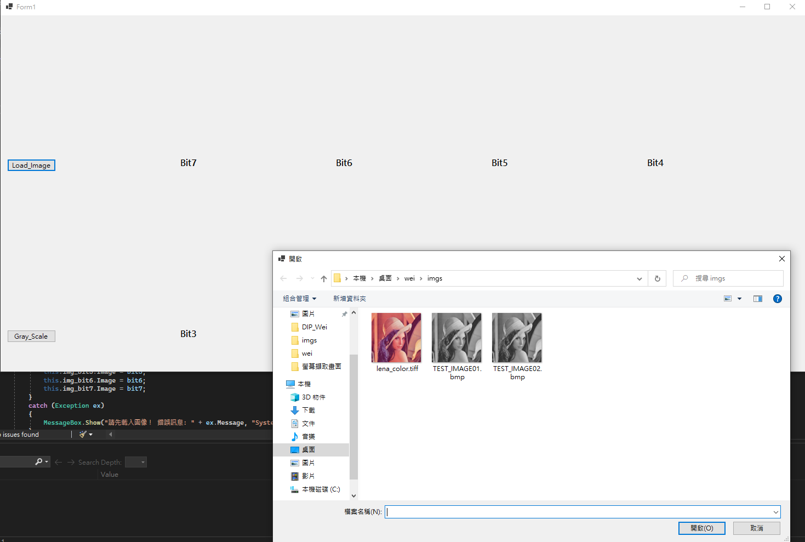 Form1
Load_Image
Bit7
Bit6
Bit5
Bit4
Gray_Scale
Bit3
開啟
本機 › 桌面 › wei › imgs
搜尋 imgs
組合管理
新增資料夾
圖片
DIP_Wei
imgs
wei
螢幕擷取畫面
本機
3D 物件
下載
文件
音樂
桌面
圖片
影片
本機磁碟 (C:)
lena_color.tiff
TEST_IMAGE01.
bmp
TEST_IMAGE02.
bmp
檔案名稱(N):
開啟(O)
取消
this.img_bit6.Image = bit6;
this.img_bit7.Image = bit7;
}
catch (Exception ex)
{
MessageBox.Show("請先載入圖像! 錯誤訊息: " + ex.Message, "Syste
o issues found
Search Depth:
Value